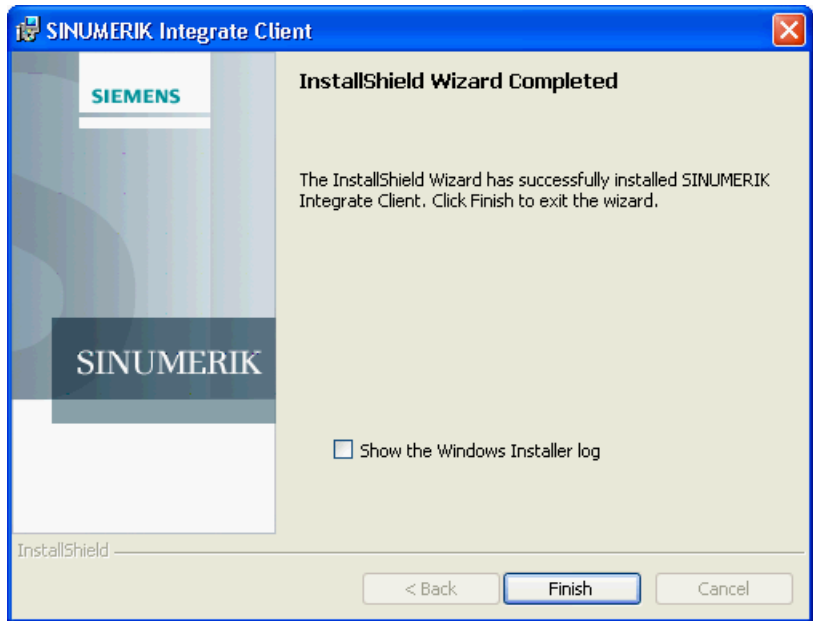 SINUMERIK Integrate Client
SIEMENS
InstallShield Wizard Completed
The InstallShield Wizard has successfully installed SINUMERIK
Integrate Client. Click Finish to exit the wizard.
SINUMERIK
Show the Windows Installer log
InstallShield
< Back
Finish
Cancel